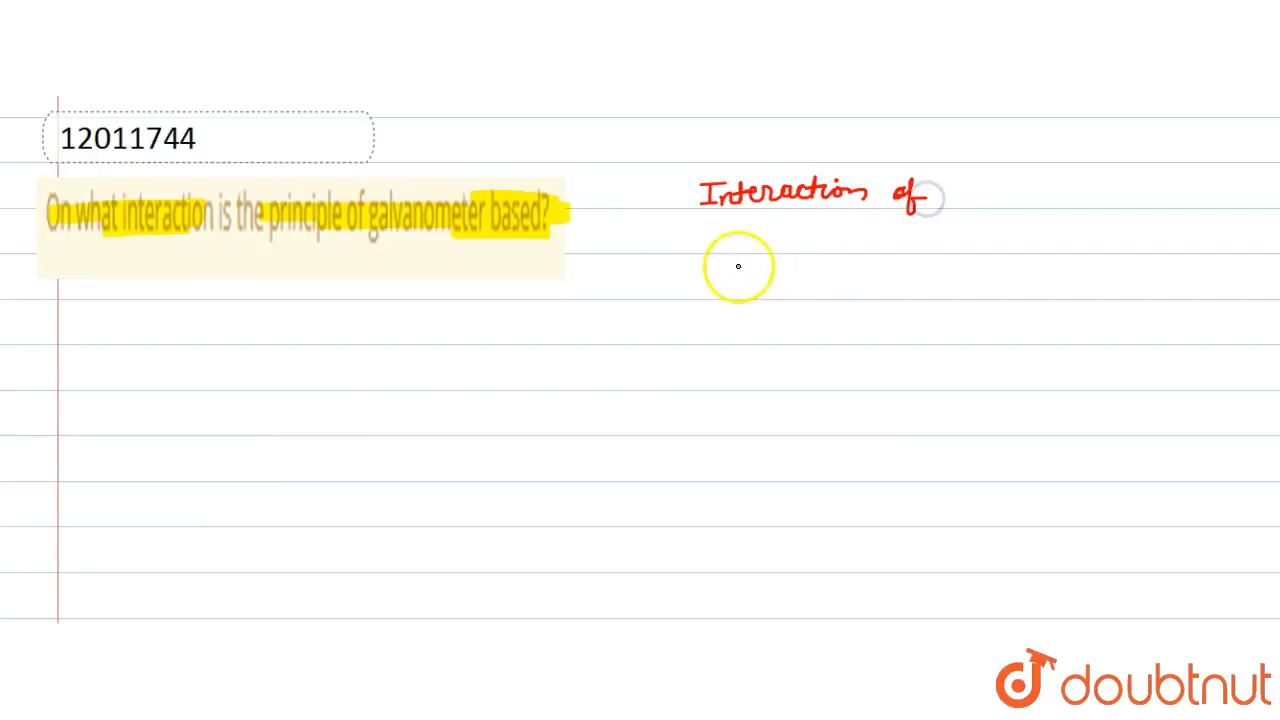 12011744
On what interaction is the principle of galvanometer based?
Interaction of
doubtnut